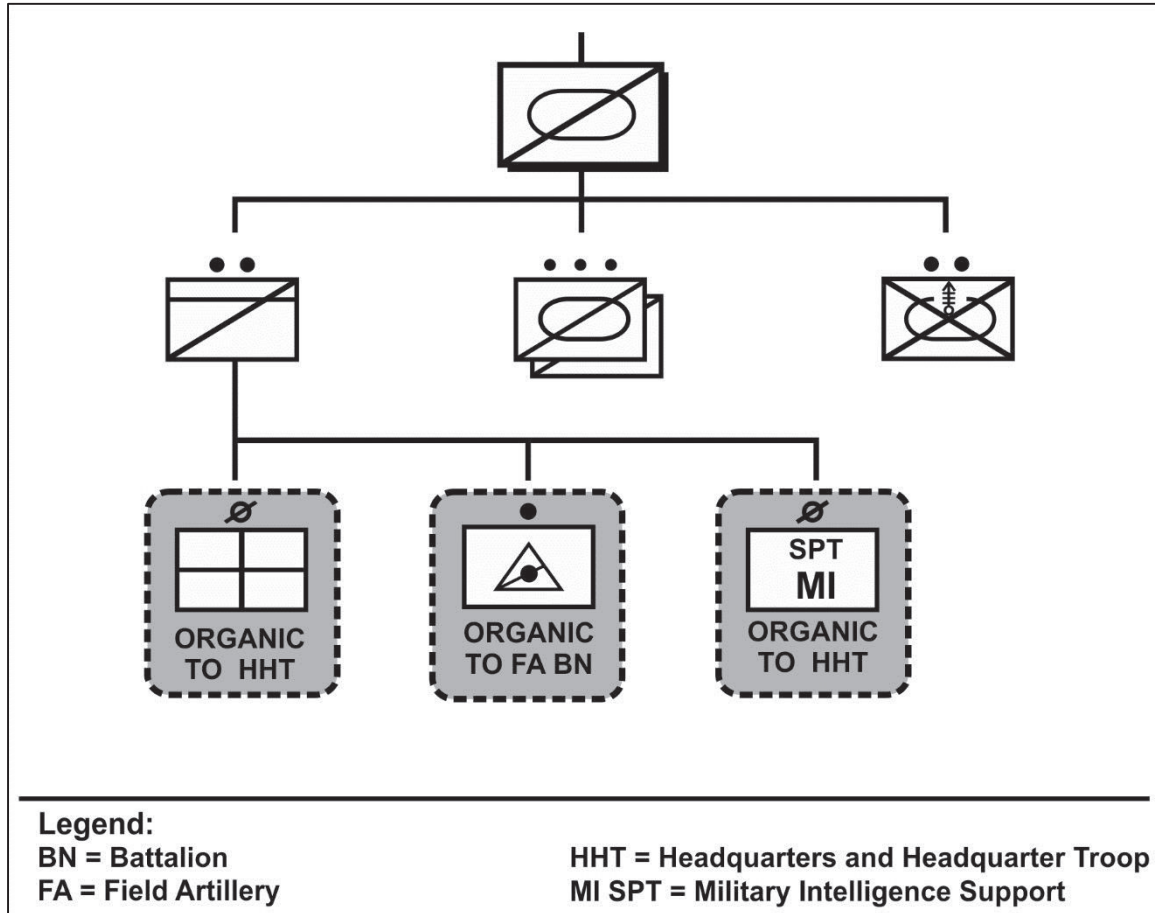 ORGANIC
TO HHT
ORGANIC
TO FA BN
SPT
MI
ORGANIC
TO HHT
Legend:
BN = Battalion
FA = Field Artillery
HHT = Headquarters and Headquarter Troop
MI SPT = Military Intelligence Support